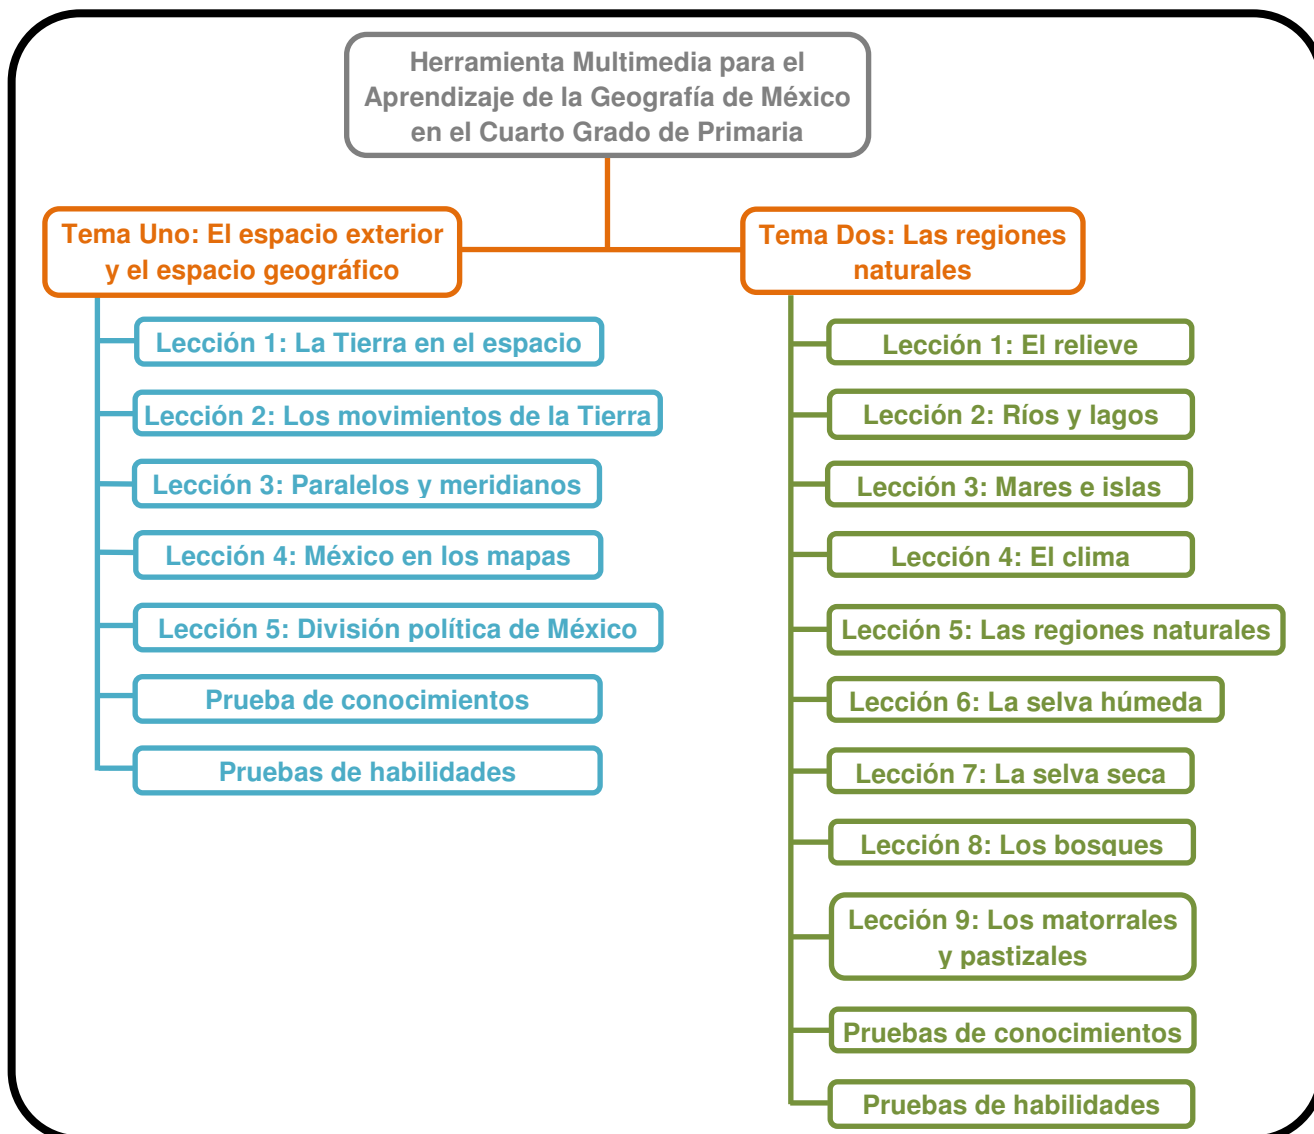 Herramienta Multimedia para el
Aprendizaje de la Geografía de México
en el Cuarto Grado de Primaria
Tema Uno: El espacio exterior
y el espacio geográfico
Lección 1: La Tierra en el espacio
Lección 2: Los movimientos de la Tierra
Lección 3: Paralelos y meridianos
Lección 4: México en los mapas
Lección 5: División política de México
Prueba de conocimientos
Pruebas de habilidades
Tema Dos: Las regiones
naturales
Lección 1: El relieve
Lección 2: Ríos y lagos
Lección 3: Mares e islas
Lección 4: El clima
Lección 5: Las regiones naturales
Lección 6: La selva húmeda
Lección 7: La selva seca
Lección 8: Los bosques
Lección 9: Los matorrales
y pastizales
Pruebas de conocimientos
Pruebas de habilidades